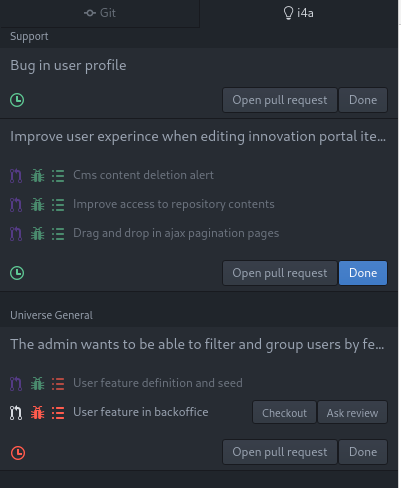 Git
i4a
Support
Bug in user profile
Open pull request
Done
Improve user experince when editing innovation portal ite...
Cms content deletion alert
Improve access to repository contents
Drag and drop in ajax pagination pages
Open pull request
Done
Universe General
The admin wants to be able to filter and group users by fe...
User feature definition and seed
User feature in backoffice
Checkout
Ask review
Open pull request
Done